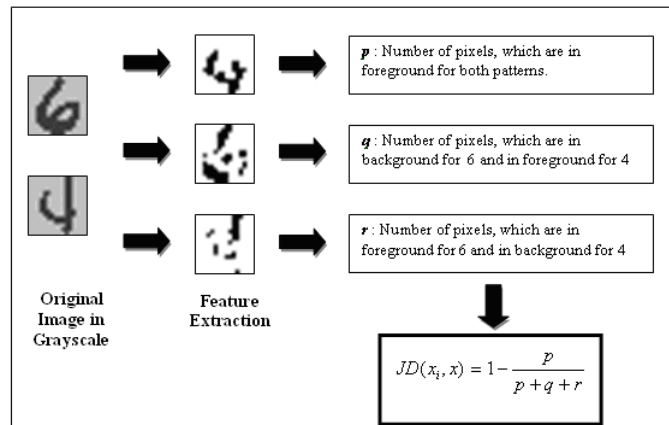 p : Number of pixels, which are in
foreground for both patterns.
q : Number of pixels, which are in
background for 6 and in foreground for 4
r : Number of pixels, which are in
foreground for 6 and in background for 4
Original
Image in
Grayscale
Feature
Extraction
JD(x_i, x) = 1 - p / (p + q + r)